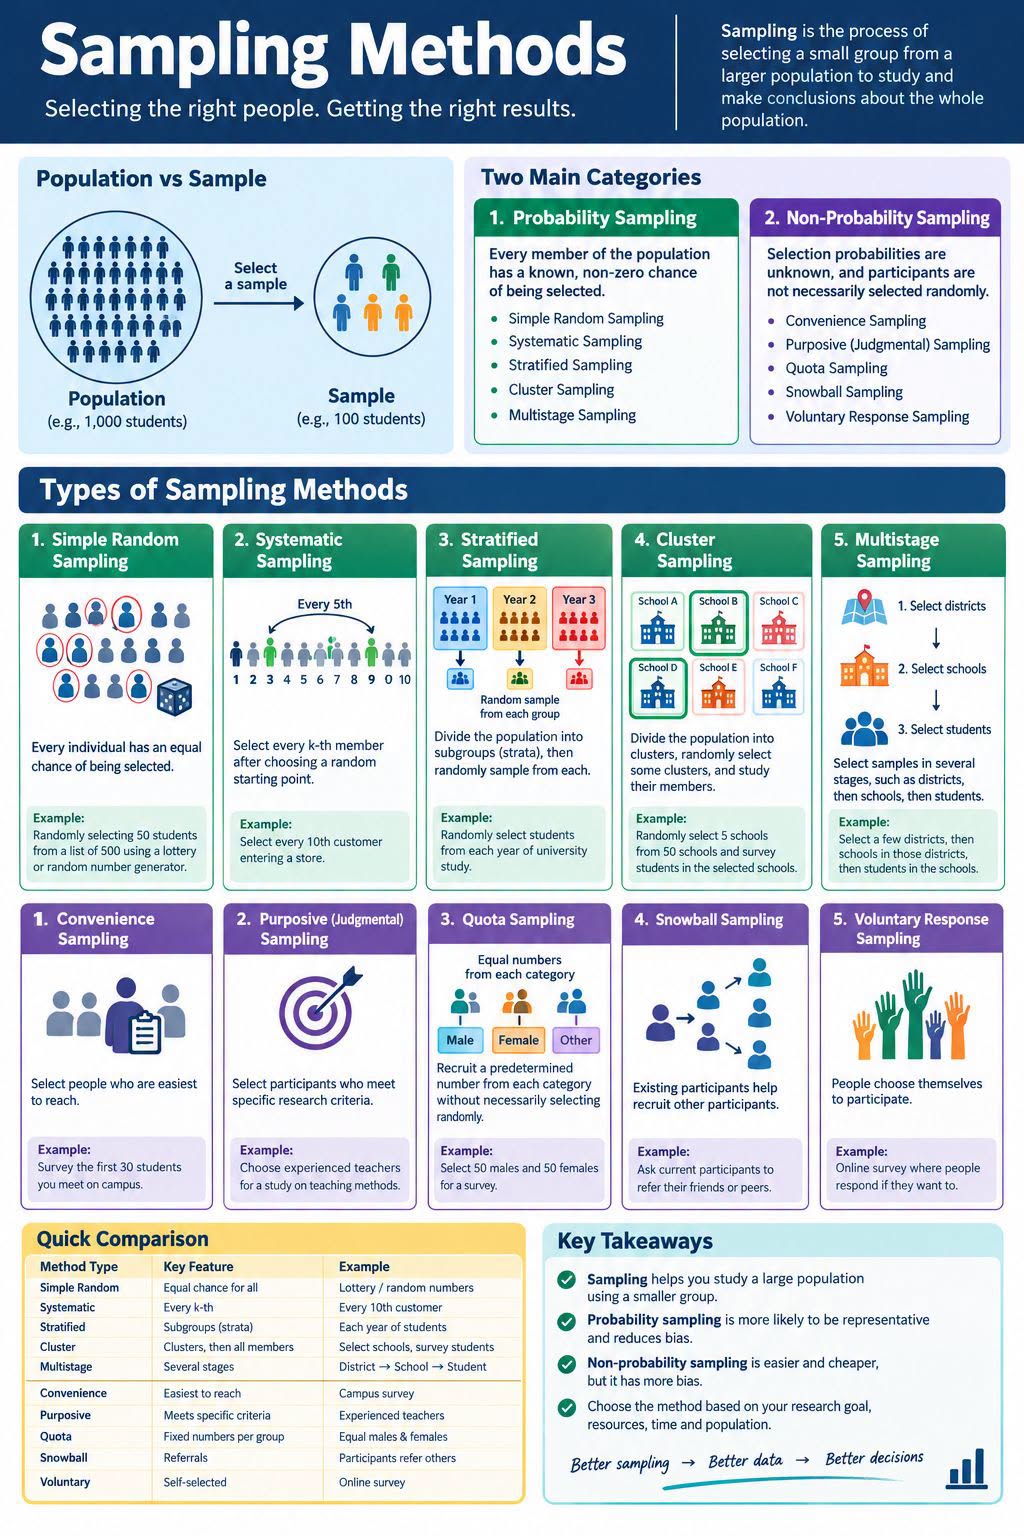 Sampling Methods
Selecting the right people. Getting the right results.
Sampling is the process of
selecting a small group from a
larger population to study and
make conclusions about the whole
population.
Population vs Sample
Select
a sample
Population
(e.g., 1,000 students)
Sample
(e.g., 100 students)
Two Main Categories
1. Probability Sampling
Every member of the population
has a known, non-zero chance
of being selected.
• Simple Random Sampling
• Systematic Sampling
• Stratified Sampling
• Cluster Sampling
• Multistage Sampling
2. Non-Probability Sampling
Selection probabilities are
unknown, and participants are
not necessarily selected randomly.
• Convenience Sampling
• Purposive (Judgmental) Sampling
• Quota Sampling
• Snowball Sampling
• Voluntary Response Sampling
Types of Sampling Methods
1. Simple Random
Sampling
Every individual has an equal
chance of being selected.
Example:
Randomly selecting 50 students
from a list of 500 using a lottery
or random number generator.
2. Systematic
Sampling
Every 5th
1 2 3 4 5 6 7 8 9 0 10
Select every k-th member
after choosing a random
starting point.
Example:
Select every 10th customer
entering a store.
3. Stratified
Sampling
Year 1 Year 2 Year 3
Random sample
from each group
Divide the population into
subgroups (strata), then
randomly sample from each.
Example:
Randomly select students
from each year of university
study.
4. Cluster
Sampling
School A School B School C
School D School E School F
Divide the population into
clusters, randomly select
some clusters, and study
their members.
Example:
Randomly select 5 schools
from 50 schools and survey
students in the selected schools.
5. Multistage
Sampling
1. Select districts
2. Select schools
3. Select students
Select samples in several
stages, such as districts,
then schools, then students.
Example:
Select a few districts, then
schools in those districts,
then students in the schools.
1. Convenience
Sampling
Select people who are easiest
to reach.
Example:
Survey the first 30 students
you meet on campus.
2. Purposive (Judgmental)
Sampling
Select participants who meet
specific research criteria.
Example:
Choose experienced teachers
for a study on teaching methods.
3. Quota Sampling
Equal numbers
from each category
Male Female Other
Recruit a predetermined
number from each category
without necessarily selecting
randomly.
Example:
Select 50 males and 50 females
for a survey.
4. Snowball Sampling
Existing participants help
recruit other participants.
Example:
Ask current participants to
refer their friends or peers.
5. Voluntary Response
Sampling
People choose themselves
to participate.
Example:
Online survey where people
respond if they want to.
Quick Comparison
Method Type Key Feature Example
Simple Random Equal chance for all Lottery / random numbers
Systematic Every k-th Every 10th customer
Stratified Subgroups (strata) Each year of students
Cluster Clusters, then all members Select schools, survey students
Multistage Several stages District → School → Student
Convenience Easiest to reach Campus survey
Purposive Meets specific criteria Experienced teachers
Quota Fixed numbers per group Equal males & females
Snowball Referrals Participants refer others
Voluntary Self-selected Online survey
Key Takeaways
Sampling helps you study a large population
using a smaller group.
Probability sampling is more likely to be representative
and reduces bias.
Non-probability sampling is easier and cheaper,
but it has more bias.
Choose the method based on your research goal,
resources, time and population.
Better sampling → Better data → Better decisions